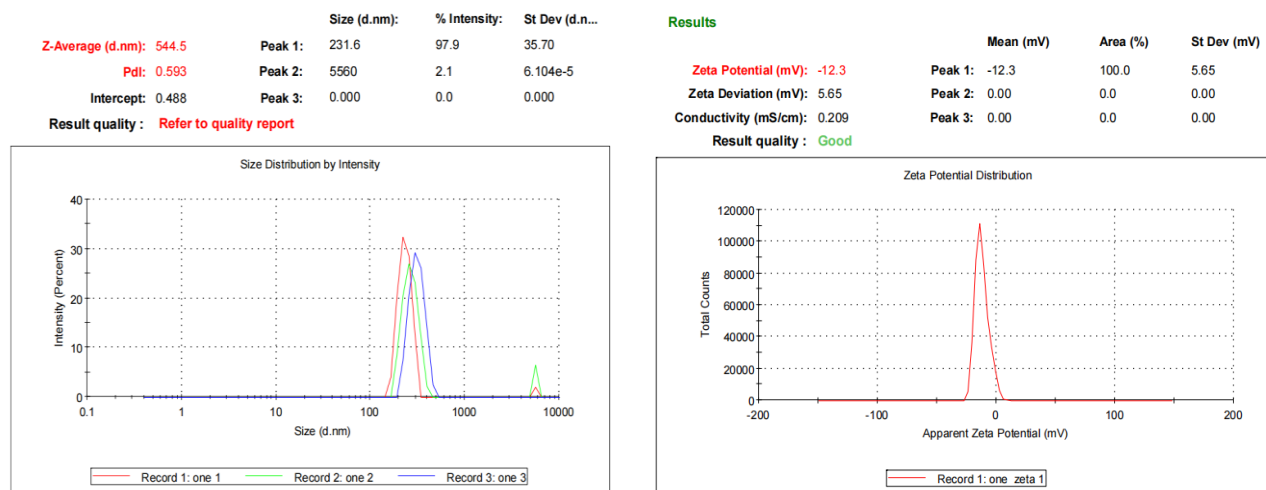 Size (d.nm): % Intensity: St Dev (d.n...
Z-Average (d.nm): 544.5 Peak 1: 231.6 97.9 35.70
PdI: 0.593 Peak 2: 5560 2.1 6.104e-5
Intercept: 0.488 Peak 3: 0.000 0.0 0.000
Result quality : Refer to quality report
Size Distribution by Intensity
Intensity (Percent)
40
30
20
10
0
0.1 1 10 100 1000 10000
Size (d.nm)
Record 1: one 1 Record 2: one 2 Record 3: one 3
Results
Mean (mV) Area (%) St Dev (mV)
Zeta Potential (mV): -12.3 Peak 1: -12.3 100.0 5.65
Zeta Deviation (mV): 5.65 Peak 2: 0.00 0.0 0.00
Conductivity (mS/cm): 0.209 Peak 3: 0.00 0.0 0.00
Result quality : Good
Zeta Potential Distribution
Total Counts
120000
100000
80000
60000
40000
20000
0
-200 -100 0 100 200
Apparent Zeta Potential (mV)
Record 1: one zeta 1